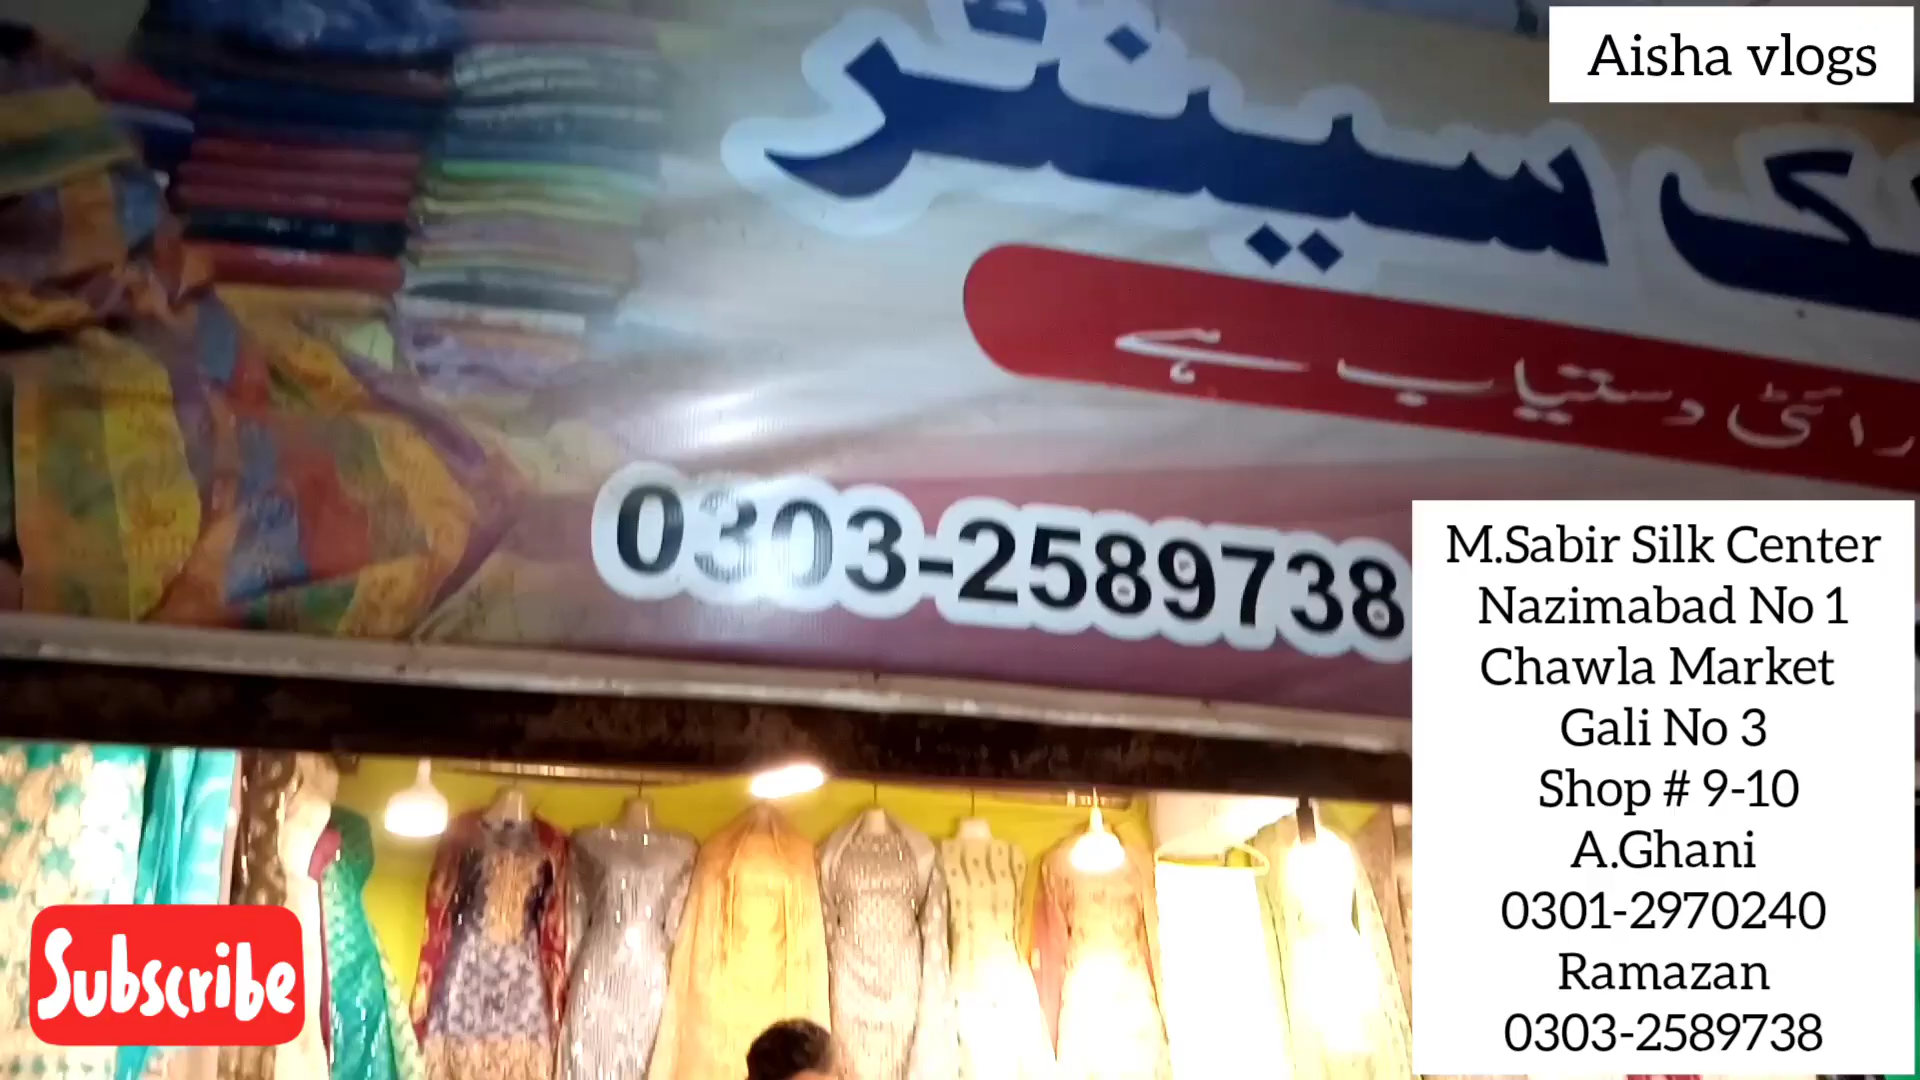 Aisha vlogs
سینٹر
رائٹی دستیاب ہے
0303-2589738
M.Sabir Silk Center
Nazimabad No 1
Chawla Market
Gali No 3
Shop # 9-10
A.Ghani
0301-2970240
Ramazan
0303-2589738
Subscribe